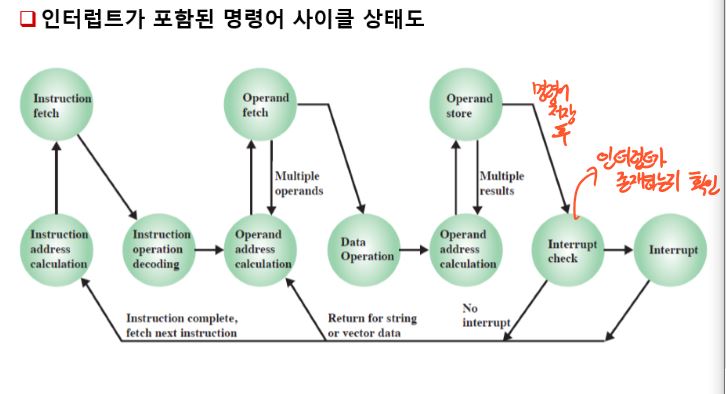 ❑ 인터럽트가 포함된 명령어 사이클 상태도
Instruction
fetch
Operand
fetch
Operand
store
명령어
저장
후
인터럽트가
존재하는지 확인
Multiple
operands
Multiple
results
Instruction
address
calculation
Instruction
operation
decoding
Operand
address
calculation
Data
Operation
Operand
address
calculation
Interrupt
check
Interrupt
Instruction complete,
fetch next instruction
Return for string
or vector data
No
interrupt